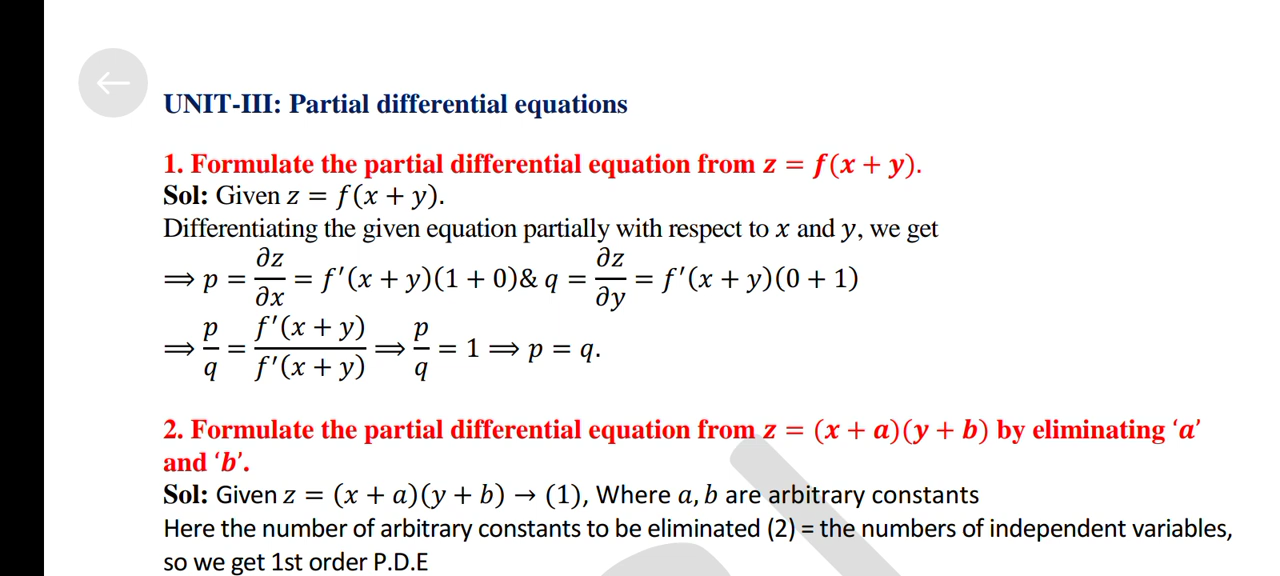 UNIT-III: Partial differential equations
1. Formulate the partial differential equation from z = f(x + y).
Sol: Given z = f(x + y).
Differentiating the given equation partially with respect to x and y, we get
⟹ p = ∂z/∂x = f′(x + y)(1 + 0)& q = ∂z/∂y = f′(x + y)(0 + 1)
⟹ p/q = f′(x + y)/f′(x + y) ⟹ p/q = 1 ⟹ p = q.
2. Formulate the partial differential equation from z = (x + a)(y + b) by eliminating ‘a’
and ‘b’.
Sol: Given z = (x + a)(y + b) → (1), Where a, b are arbitrary constants
Here the number of arbitrary constants to be eliminated (2) = the numbers of independent variables,
so we get 1st order P.D.E